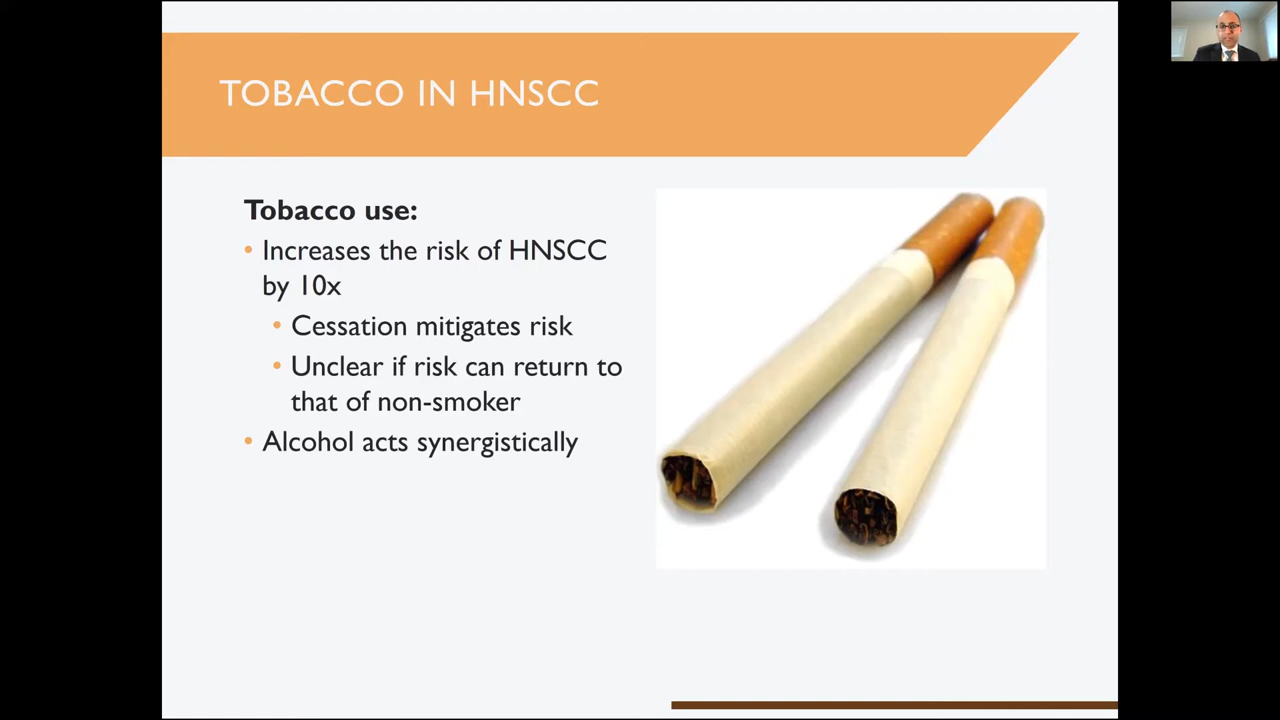 TOBACCO IN HNSCC
Tobacco use:
• Increases the risk of HNSCC
by 10x
• Cessation mitigates risk
• Unclear if risk can return to
that of non-smoker
• Alcohol acts synergistically